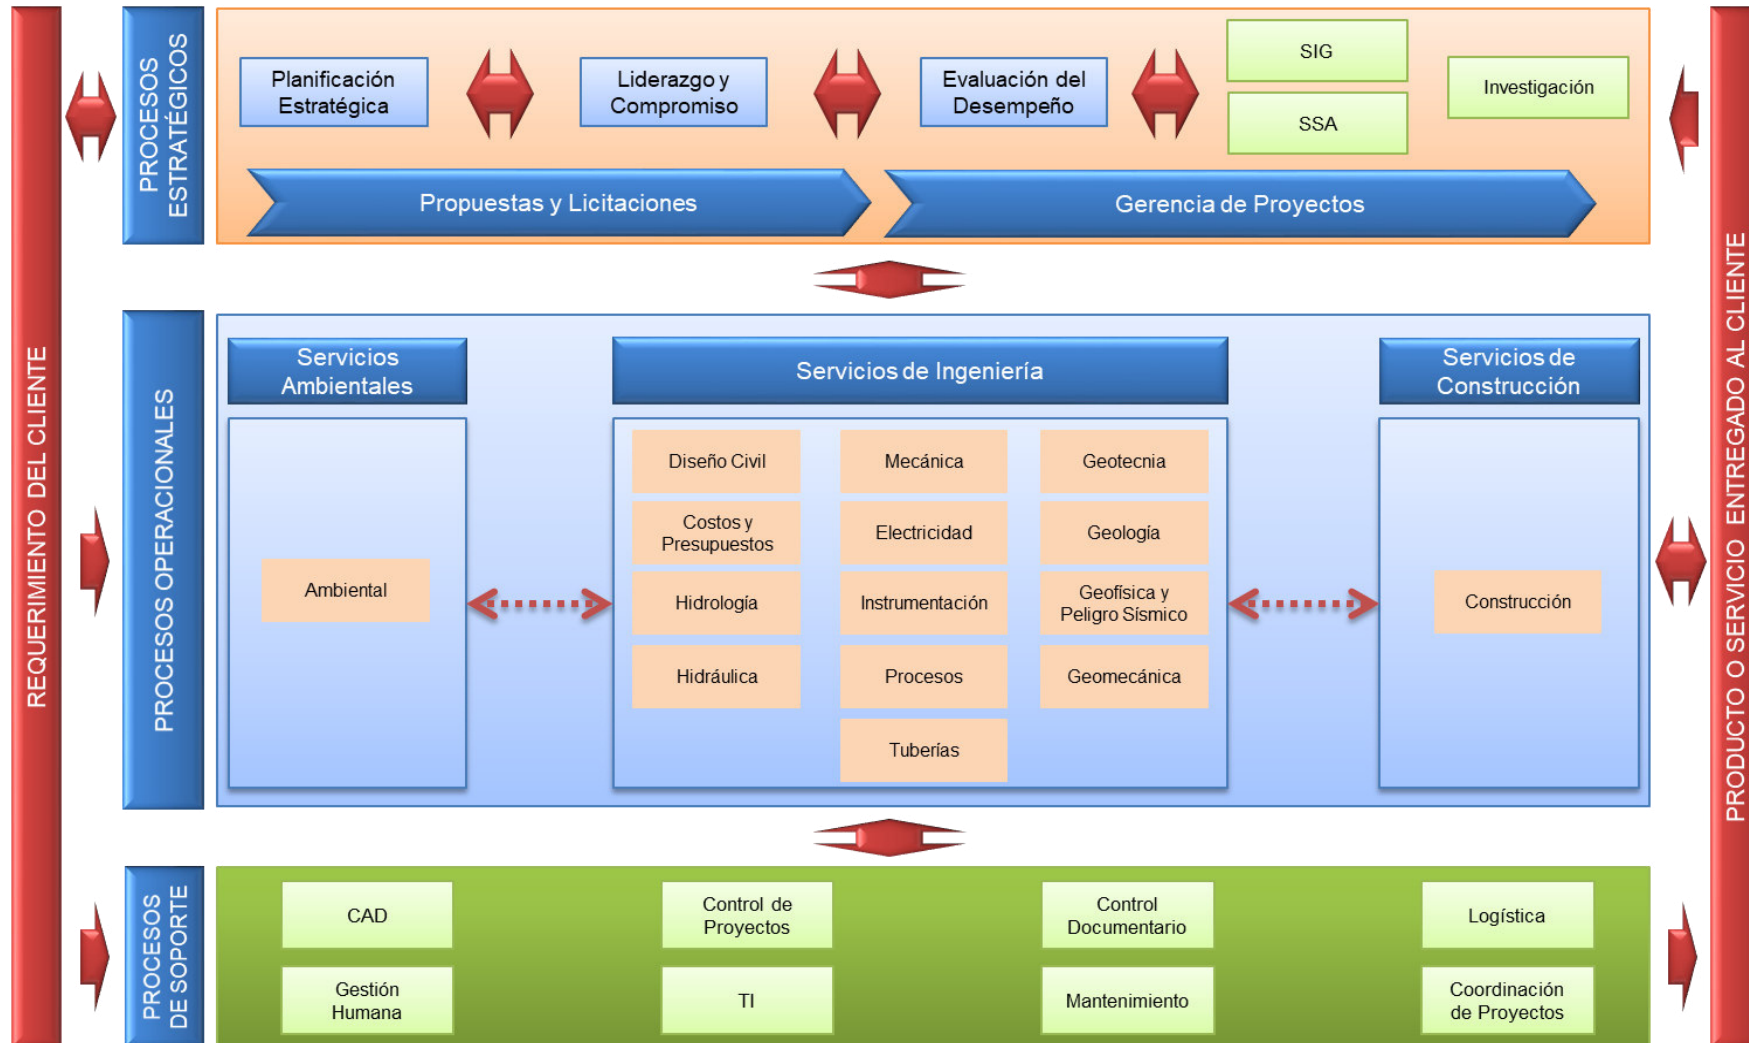 REQUERIMIENTO DEL CLIENTE
PROCESOS
ESTRATÉGICOS
Planificación
Estratégica
Liderazgo y
Compromiso
Evaluación del
Desempeño
SIG
SSA
Investigación
Propuestas y Licitaciones
Gerencia de Proyectos
PROCESOS OPERACIONALES
Servicios
Ambientales
Servicios de Ingeniería
Servicios de
Construcción
Ambiental
Diseño Civil
Mecánica
Geotecnia
Costos y
Presupuestos
Electricidad
Geología
Hidrología
Instrumentación
Geofísica y
Peligro Sísmico
Hidráulica
Procesos
Geomecánica
Tuberías
Construcción
PROCESOS
DE SOPORTE
CAD
Control de
Proyectos
Control
Documentario
Logística
Gestión
Humana
TI
Mantenimiento
Coordinación
de Proyectos
PRODUCTO O SERVICIO ENTREGADO AL CLIENTE